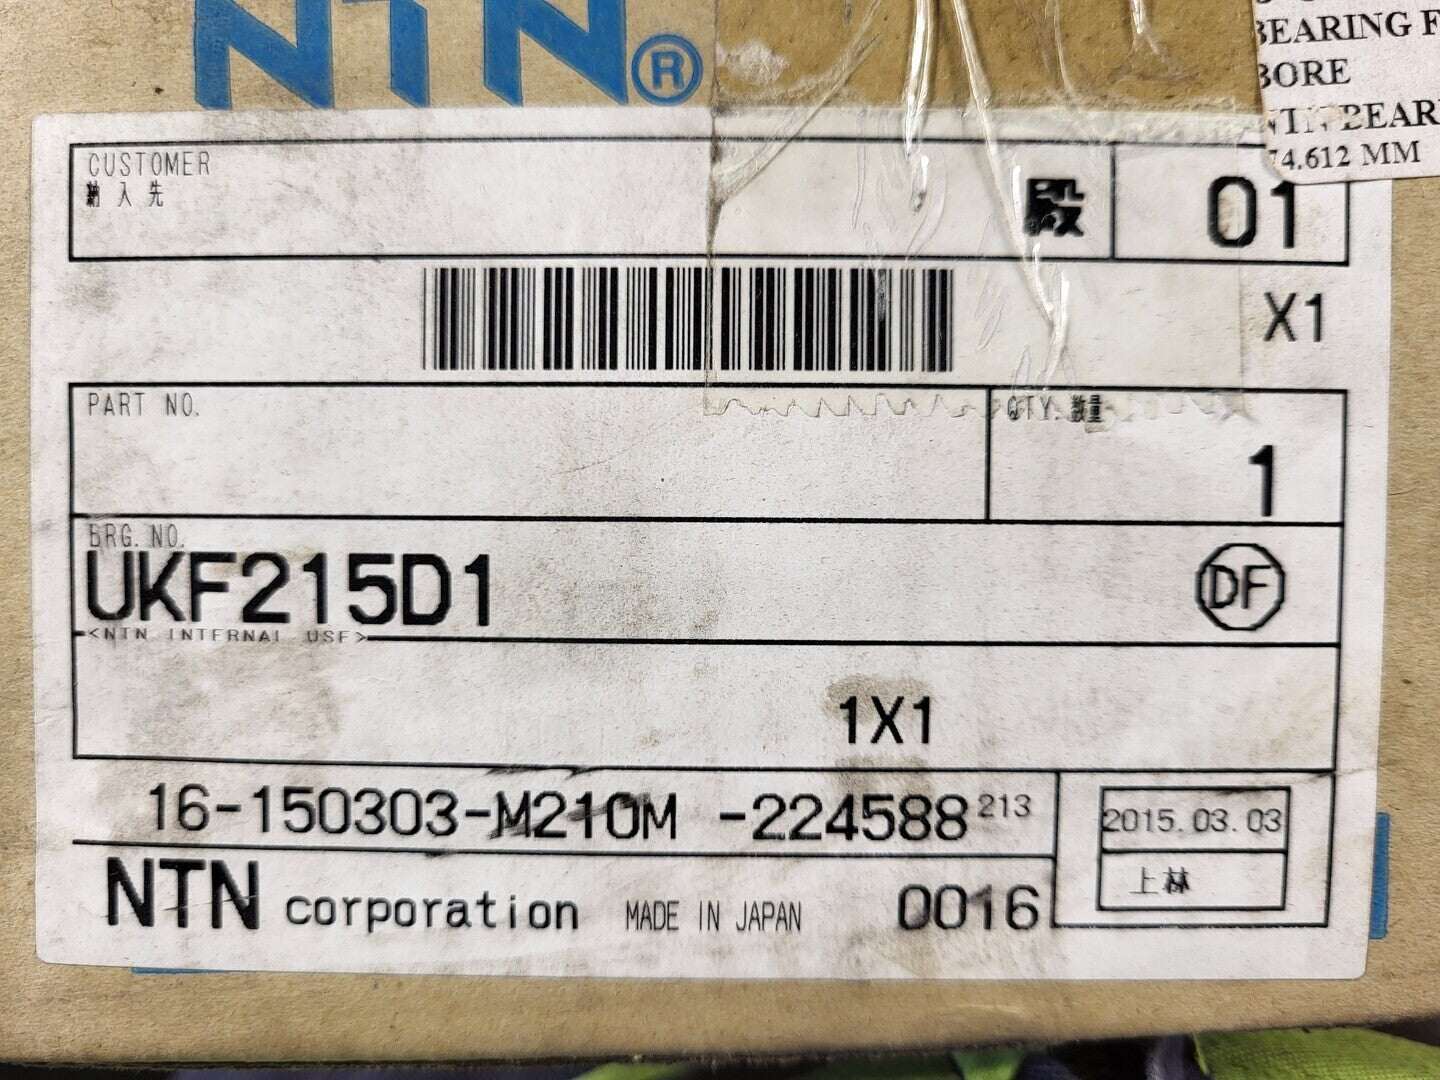 NTN®
BEARING F
BORE
NTN BEAR
74.612 MM
CUSTOMER
納入先
殿
01
X1
PART NO.
QTY. 数量
1
BRG. NO.
UKF215D1
DF
<NTN INTERNAL USE>
1X1
16-150303-M210M -224588 213
2015.03.03
上林
NTN corporation MADE IN JAPAN 0016